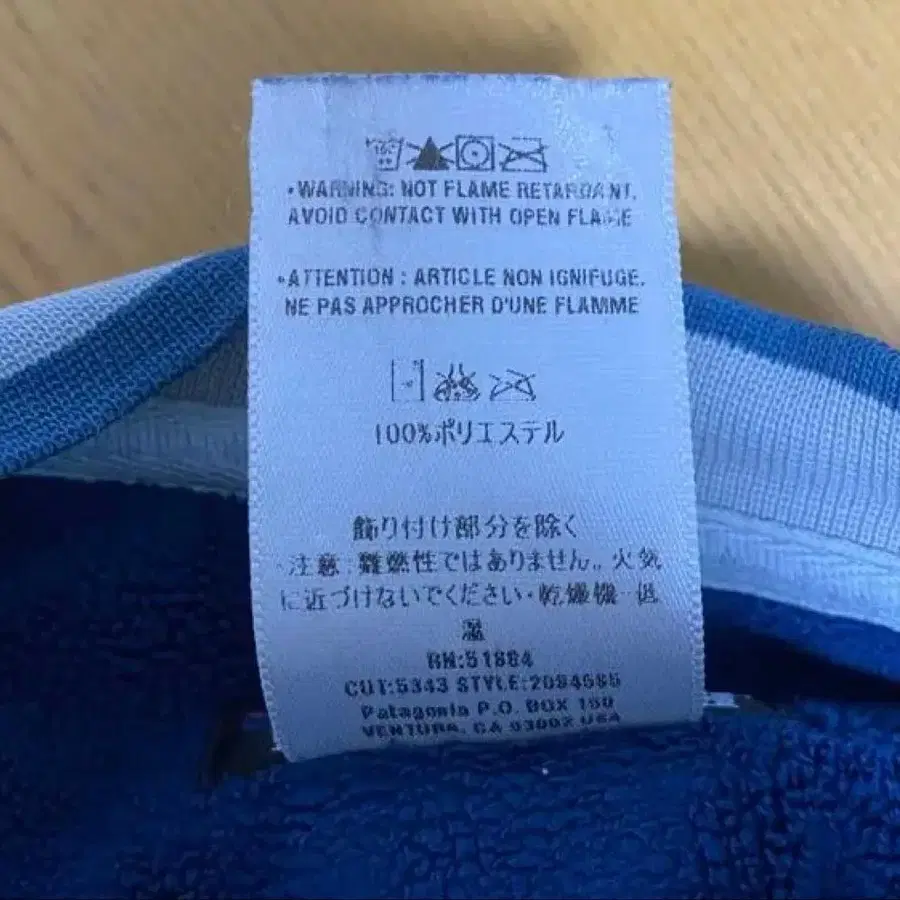 •WARNING: NOT FLAME RETARDANT.
AVOID CONTACT WITH OPEN FLAME
•ATTENTION : ARTICLE NON IGNIFUGE.
NE PAS APPROCHER D'UNE FLAMME
100%ポリエステル
飾り付け部分を除く
・注意:難燃性ではありません。火気
に近づけないでください・乾燥機-低
温
RN:51884
CUT:5343 STYLE:
Patagonia P.O. BOX 150
VENTURA, CA 93002 USA